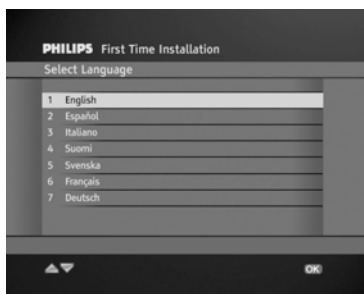 PHILIPS First Time Installation
Select Language
1 English
2 Español
3 Italiano
4 Suomi
5 Svenska
6 Français
7 Deutsch
OK